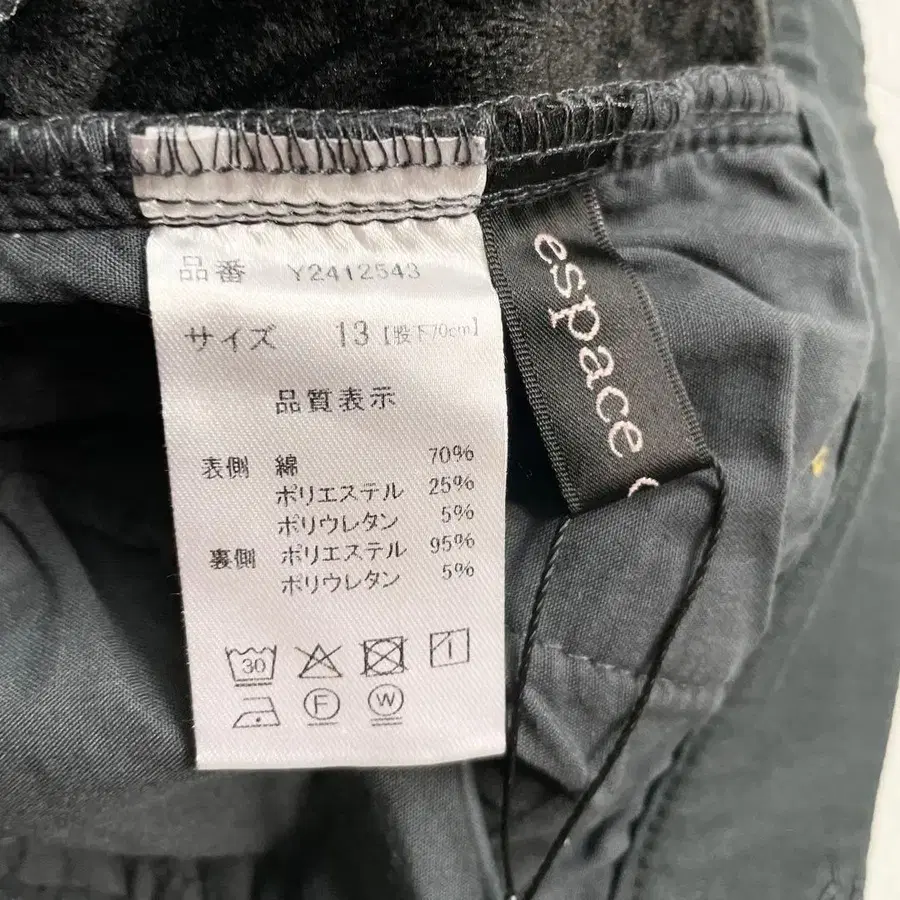 品番 Y2412543
サイズ 13【股下70cm】
品質表示
表側 綿 70%
ポリエステル 25%
ポリウレタン 5%
裏側 ポリエステル 95%
ポリウレタン 5%
30
F W
espace